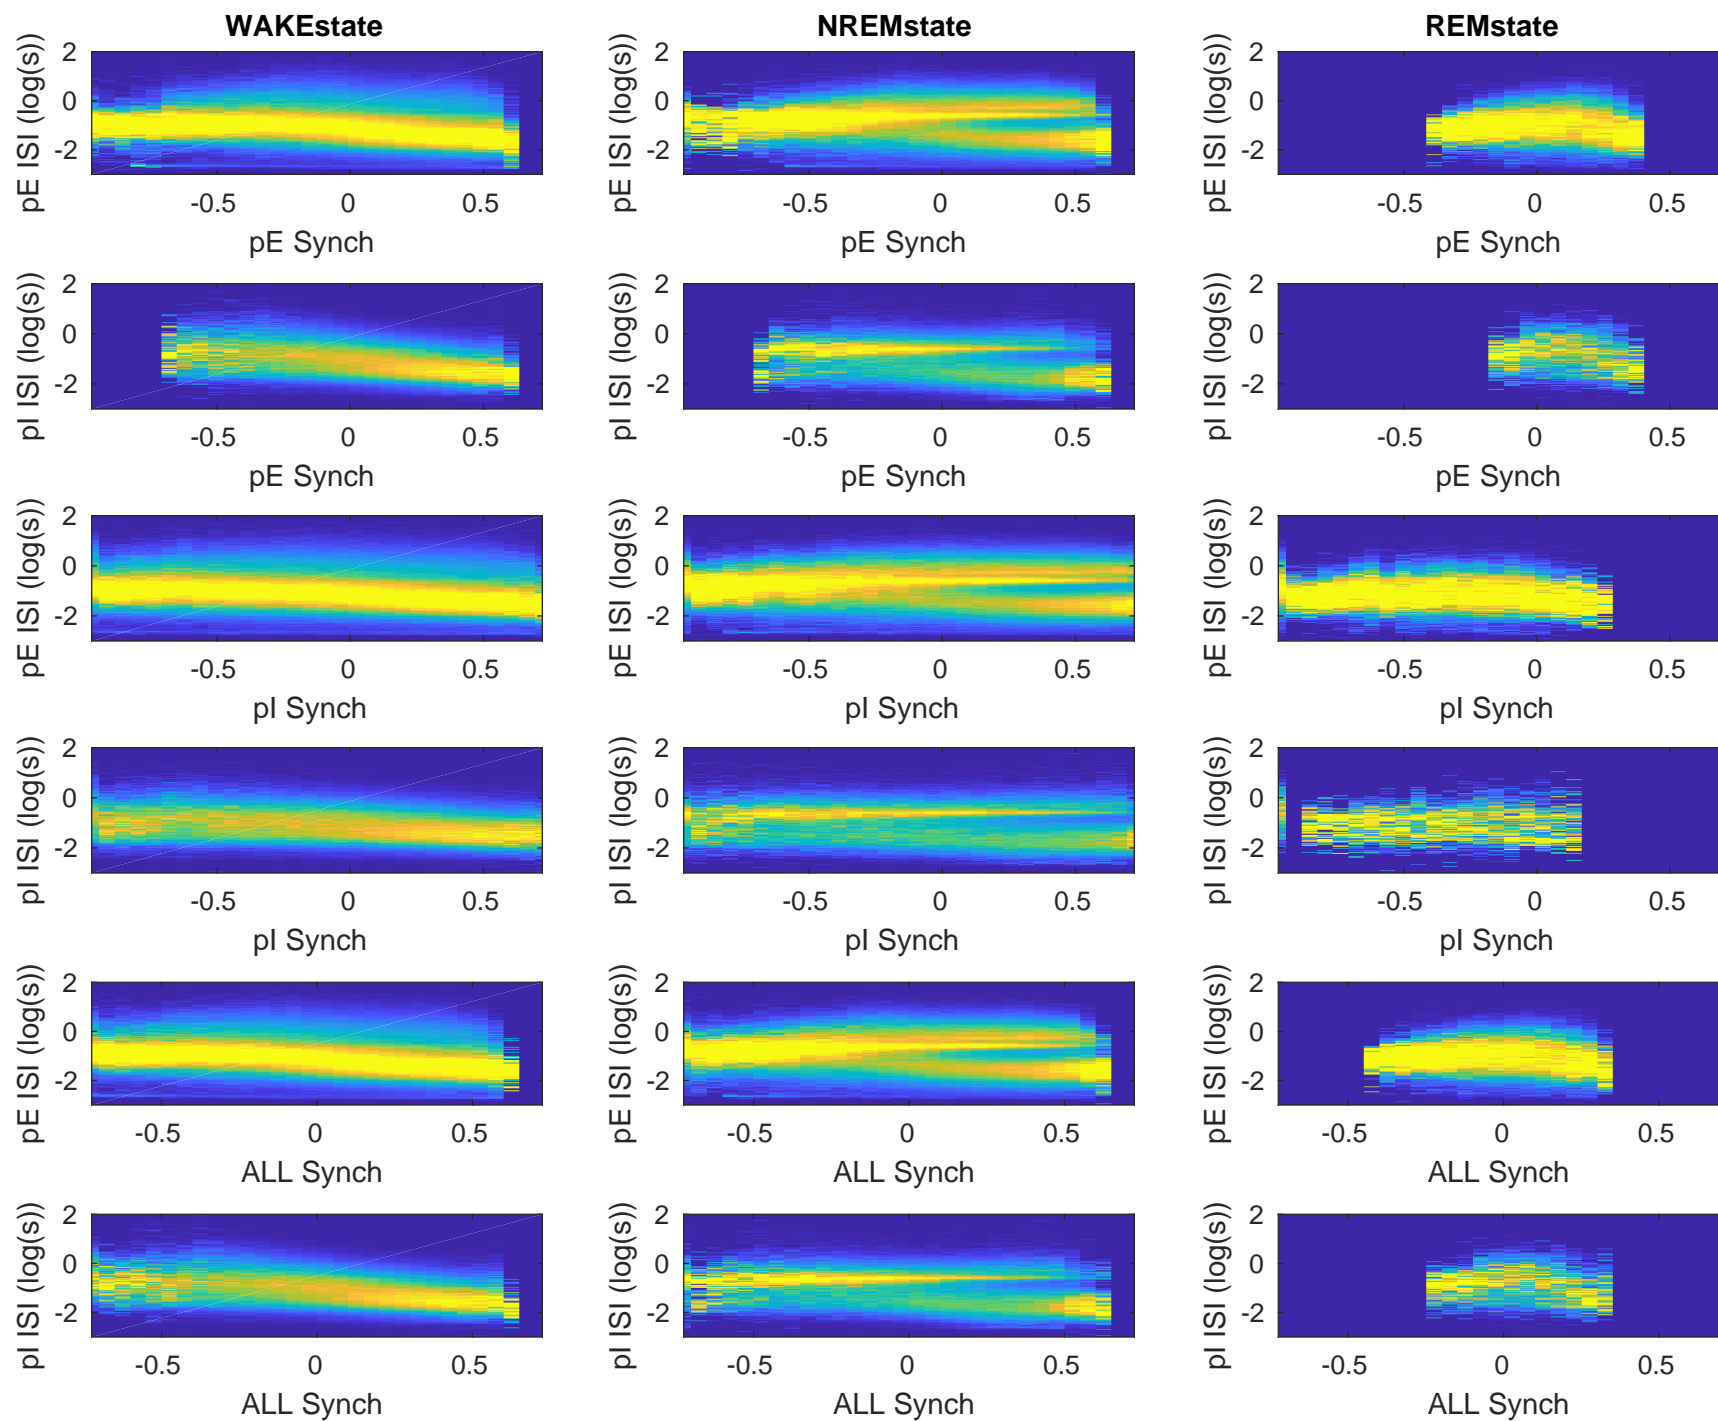 WAKEstate NREMstate REMstate
pE ISI (log(s)) 2 0 -2 pE ISI (log(s)) 2 0 -2 pE ISI (log(s)) 2 0 -2
-0.5 0 0.5 -0.5 0 0.5 -0.5 0 0.5
pE Synch pE Synch pE Synch
pI ISI (log(s)) 2 0 -2 pI ISI (log(s)) 2 0 -2 pI ISI (log(s)) 2 0 -2
-0.5 0 0.5 -0.5 0 0.5 -0.5 0 0.5
pE Synch pE Synch pE Synch
pE ISI (log(s)) 2 0 -2 pE ISI (log(s)) 2 0 -2 pE ISI (log(s)) 2 0 -2
-0.5 0 0.5 -0.5 0 0.5 -0.5 0 0.5
pI Synch pI Synch pI Synch
pI ISI (log(s)) 2 0 -2 pI ISI (log(s)) 2 0 -2 pI ISI (log(s)) 2 0 -2
-0.5 0 0.5 -0.5 0 0.5 -0.5 0 0.5
pI Synch pI Synch pI Synch
pE ISI (log(s)) 2 0 -2 pE ISI (log(s)) 2 0 -2 pE ISI (log(s)) 2 0 -2
-0.5 0 0.5 -0.5 0 0.5 -0.5 0 0.5
ALL Synch ALL Synch ALL Synch
pI ISI (log(s)) 2 0 -2 pI ISI (log(s)) 2 0 -2 pI ISI (log(s)) 2 0 -2
-0.5 0 0.5 -0.5 0 0.5 -0.5 0 0.5
ALL Synch ALL Synch ALL Synch